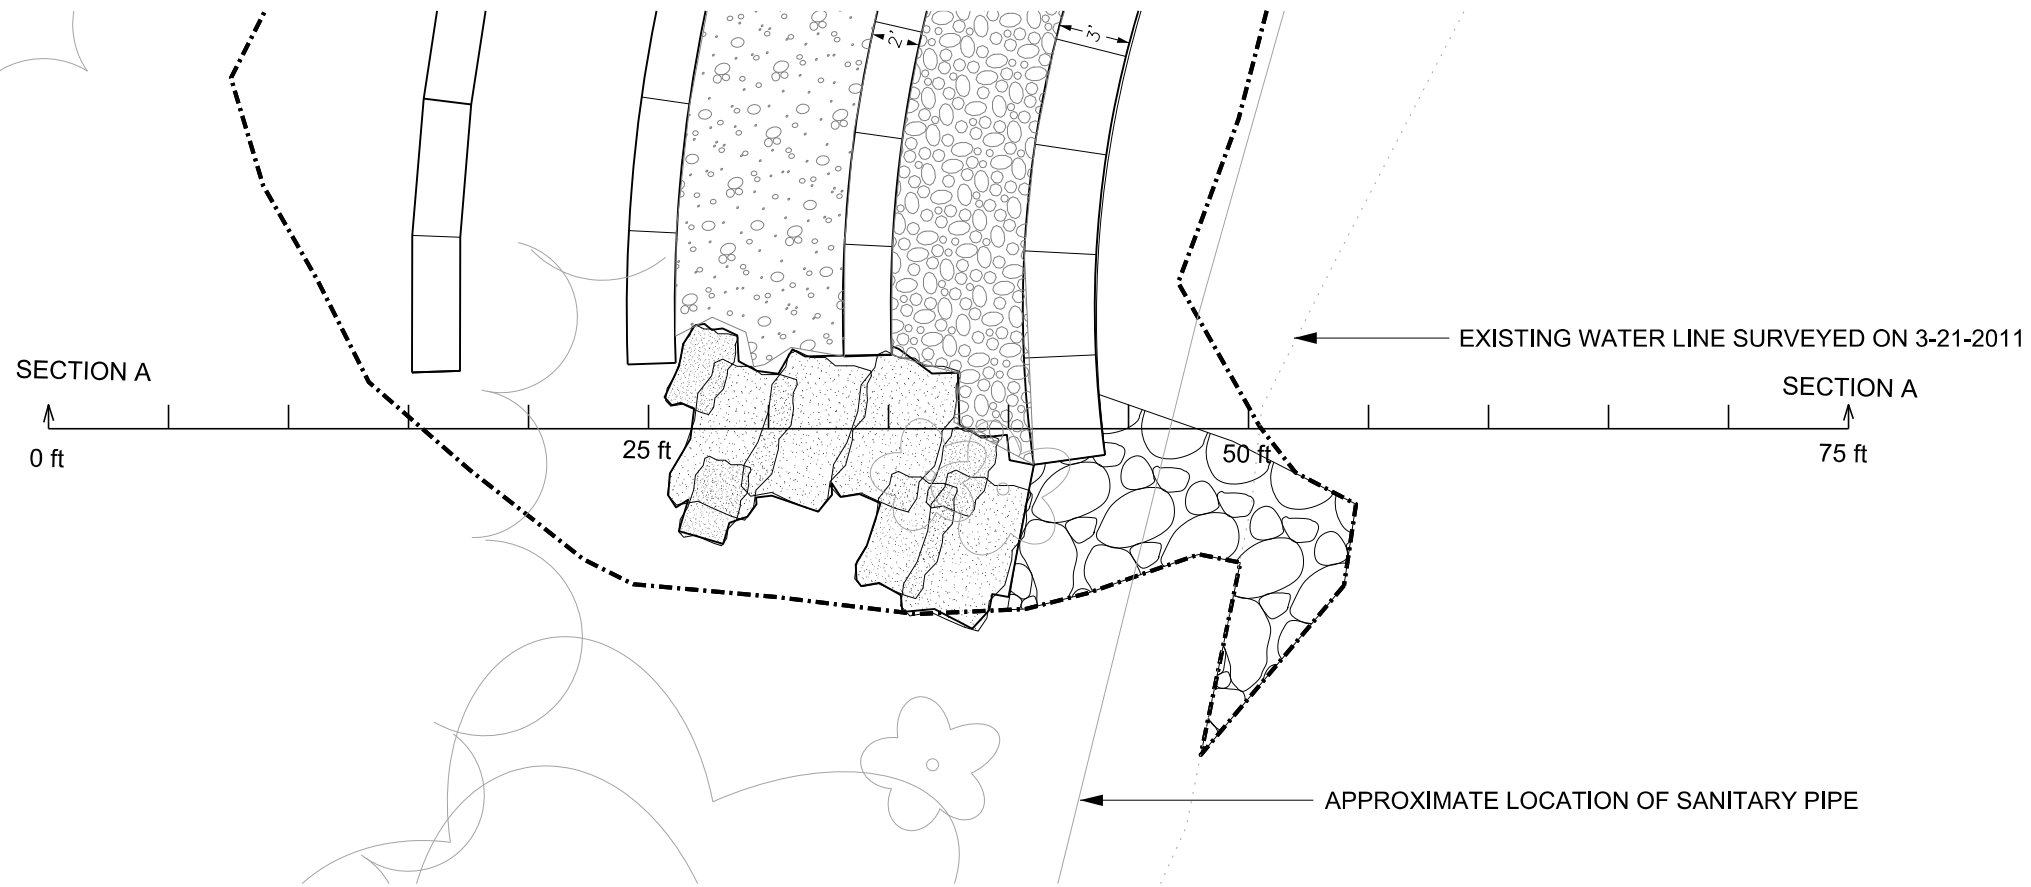 2'
3'
EXISTING WATER LINE SURVEYED ON 3-21-2011
SECTION A
SECTION A
0 ft
25 ft
50 ft
75 ft
APPROXIMATE LOCATION OF SANITARY PIPE